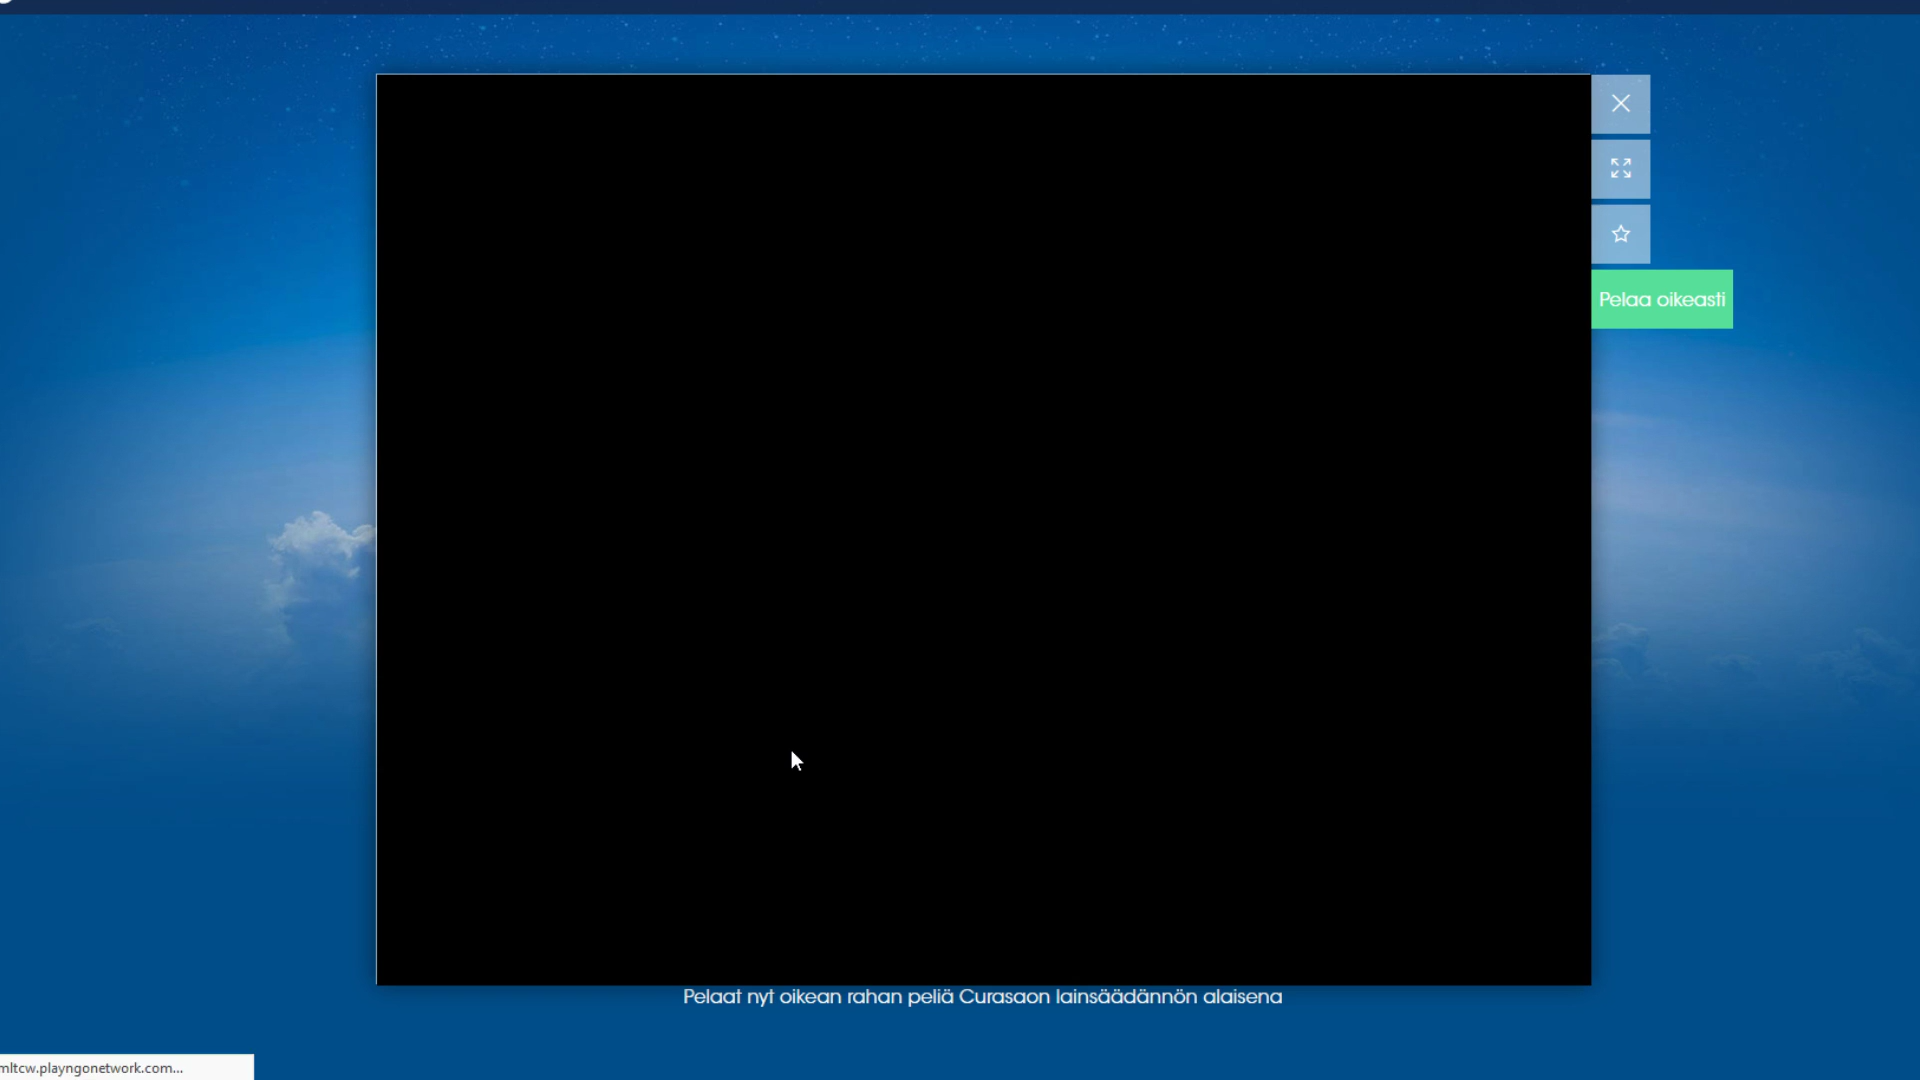 Pelaa oikeasti
Pelaat nyt oikean rahan peliä Curasaon lainsäädännön alaisena
mltcw.playngonetwork.com...